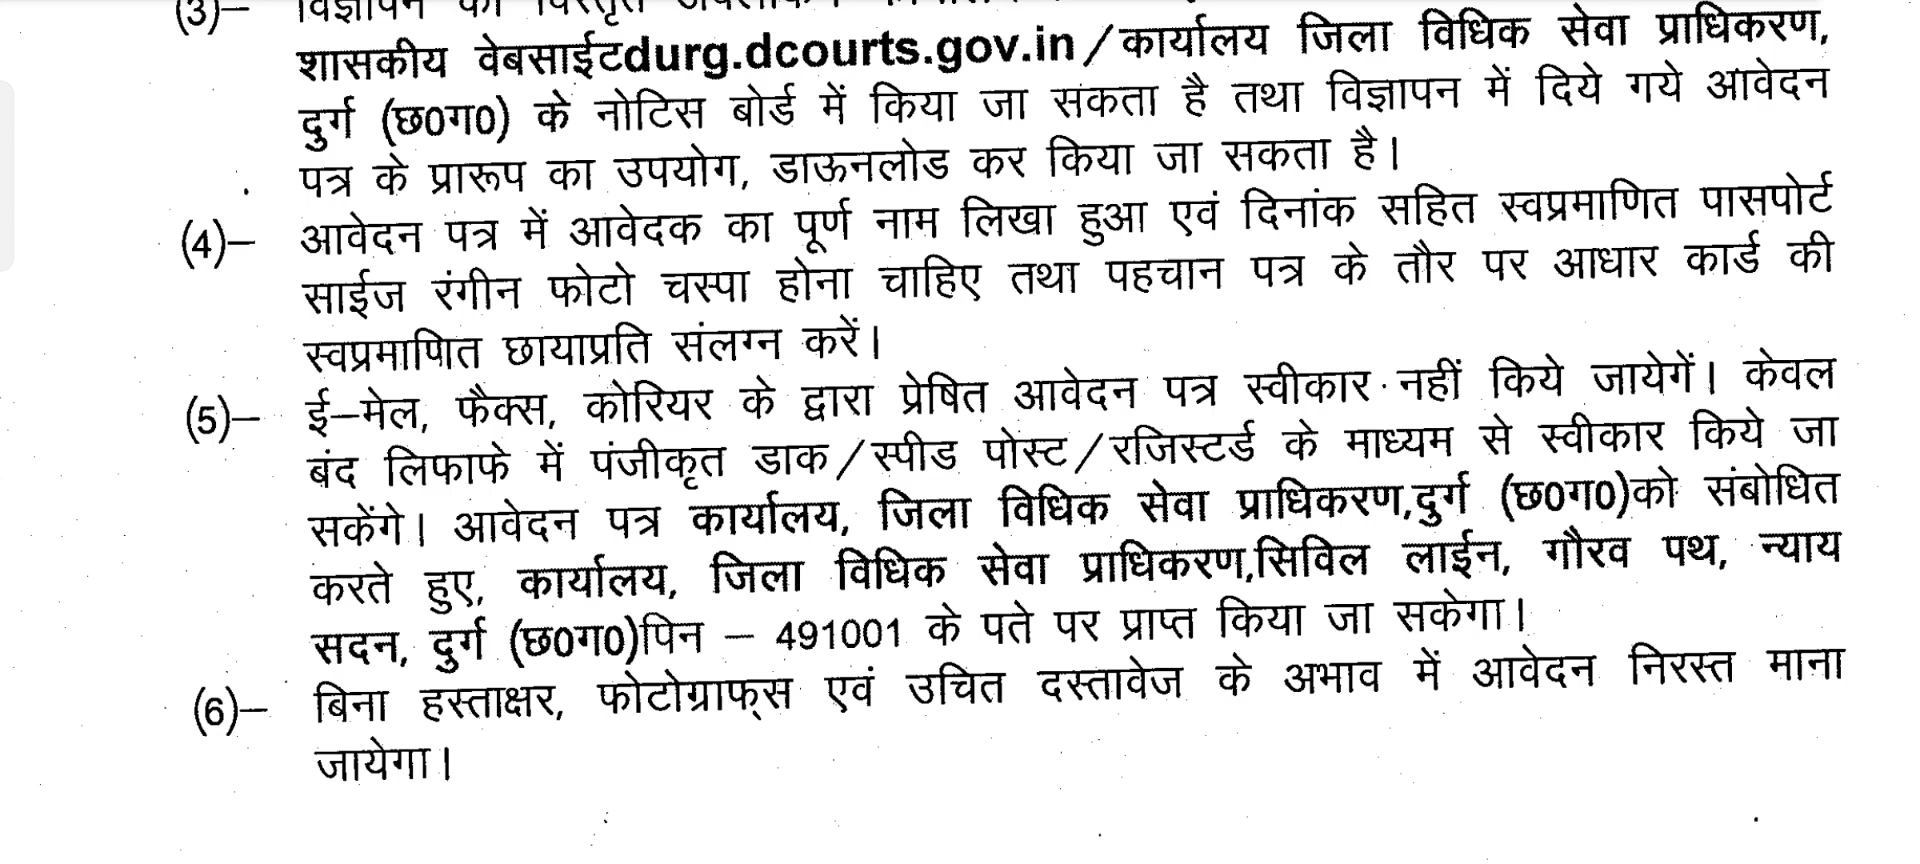 (3)– विज्ञापन का विस्तृत अवलोकन
शासकीय वेबसाईटdurg.dcourts.gov.in/कार्यालय जिला विधिक सेवा प्राधिकरण,
दुर्ग (छ0ग0) के नोटिस बोर्ड में किया जा सकता है तथा विज्ञापन में दिये गये आवेदन
पत्र के प्रारूप का उपयोग, डाऊनलोड कर किया जा सकता है।
(4)– आवेदन पत्र में आवेदक का पूर्ण नाम लिखा हुआ एवं दिनांक सहित स्वप्रमाणित पासपोर्ट
साईज रंगीन फोटो चस्पा होना चाहिए तथा पहचान पत्र के तौर पर आधार कार्ड की
स्वप्रमाणित छायाप्रति संलग्न करें।
(5)– ई–मेल, फैक्स, कोरियर के द्वारा प्रेषित आवेदन पत्र स्वीकार नहीं किये जायेगें। केवल
बंद लिफाफे में पंजीकृत डाक/स्पीड पोस्ट/रजिस्टर्ड के माध्यम से स्वीकार किये जा
सकेंगे। आवेदन पत्र कार्यालय, जिला विधिक सेवा प्राधिकरण,दुर्ग (छ0ग0)को संबोधित
करते हुए, कार्यालय, जिला विधिक सेवा प्राधिकरण,सिविल लाईन, गौरव पथ, न्याय
सदन, दुर्ग (छ0ग0)पिन – 491001 के पते पर प्राप्त किया जा सकेगा।
(6)– बिना हस्ताक्षर, फोटोग्राफ्स एवं उचित दस्तावेज के अभाव में आवेदन निरस्त माना
जायेगा।